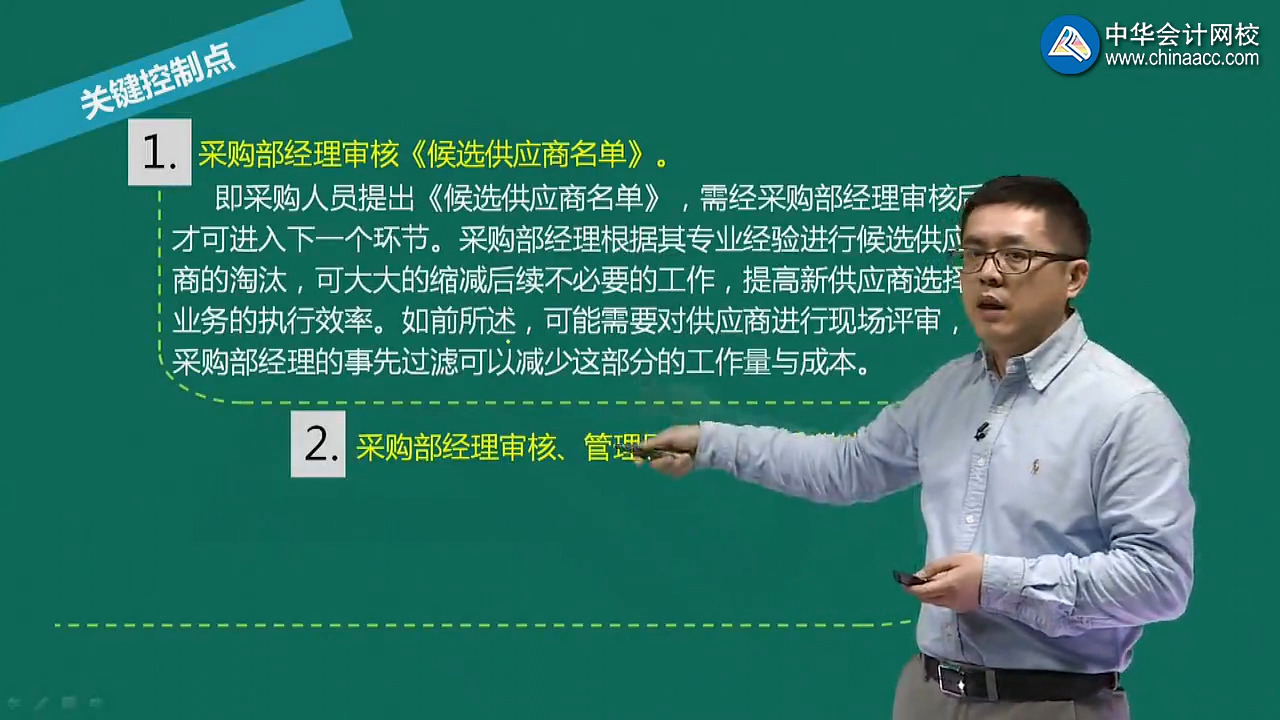 中华会计网校
www.chinaacc.com
关键控制点
1. 采购部经理审核《候选供应商名单》。
即采购人员提出《候选供应商名单》，需经采购部经理审核后
才可进入下一个环节。采购部经理根据其专业经验进行候选供应
商的淘汰，可大大的缩减后续不必要的工作，提高新供应商选择
业务的执行效率。如前所述，可能需要对供应商进行现场评审，
采购部经理的事先过滤可以减少这部分的工作量与成本。
2. 采购部经理审核、管理